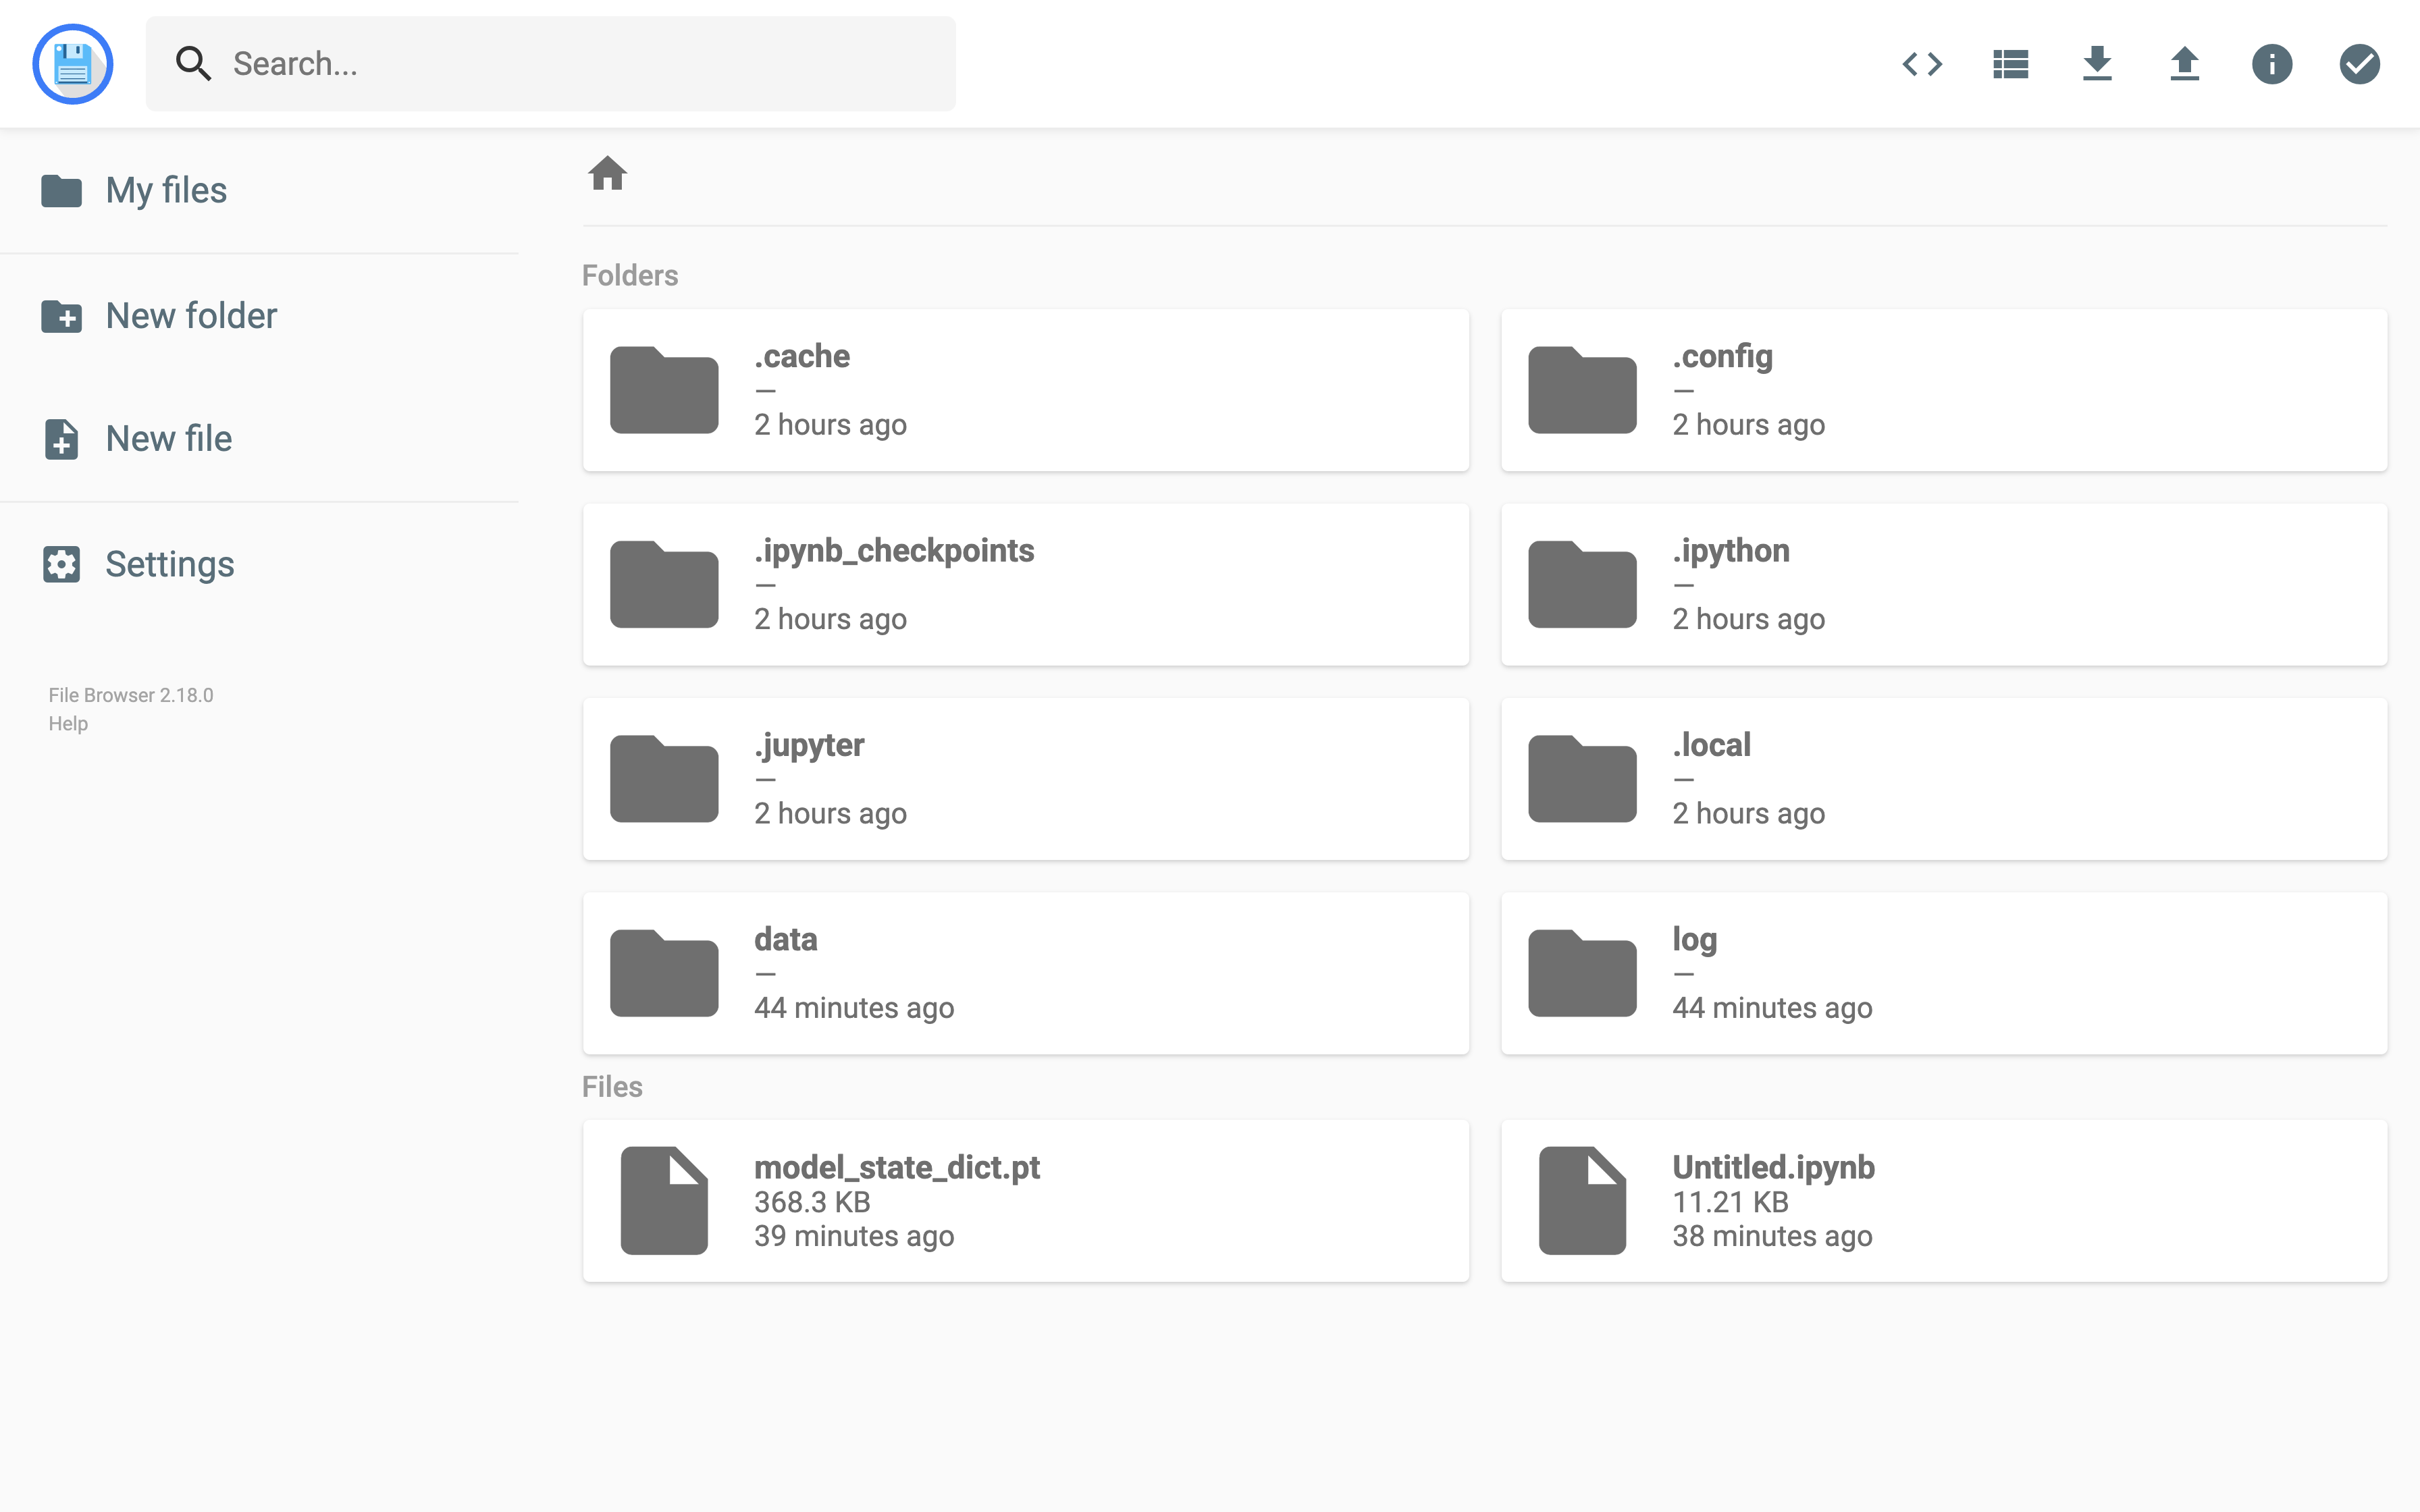 Search...
My files
New folder
New file
Settings
File Browser 2.18.0
Help
Folders
.cache
—
2 hours ago
.config
—
2 hours ago
.ipynb_checkpoints
—
2 hours ago
.ipython
—
2 hours ago
.jupyter
—
2 hours ago
.local
—
2 hours ago
data
—
44 minutes ago
log
—
44 minutes ago
Files
model_state_dict.pt
368.3 KB
39 minutes ago
Untitled.ipynb
11.21 KB
38 minutes ago